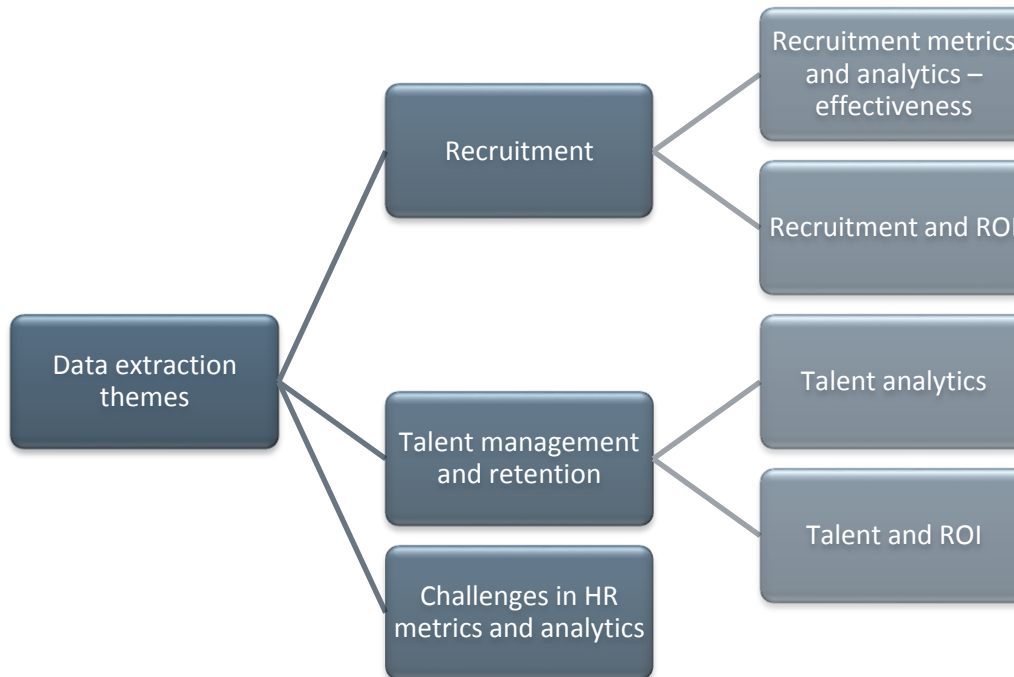 Recruitment metrics
and analytics –
effectiveness
Recruitment
Recruitment and ROI
Data extraction
themes
Talent analytics
Talent management
and retention
Talent and ROI
Challenges in HR
metrics and analytics